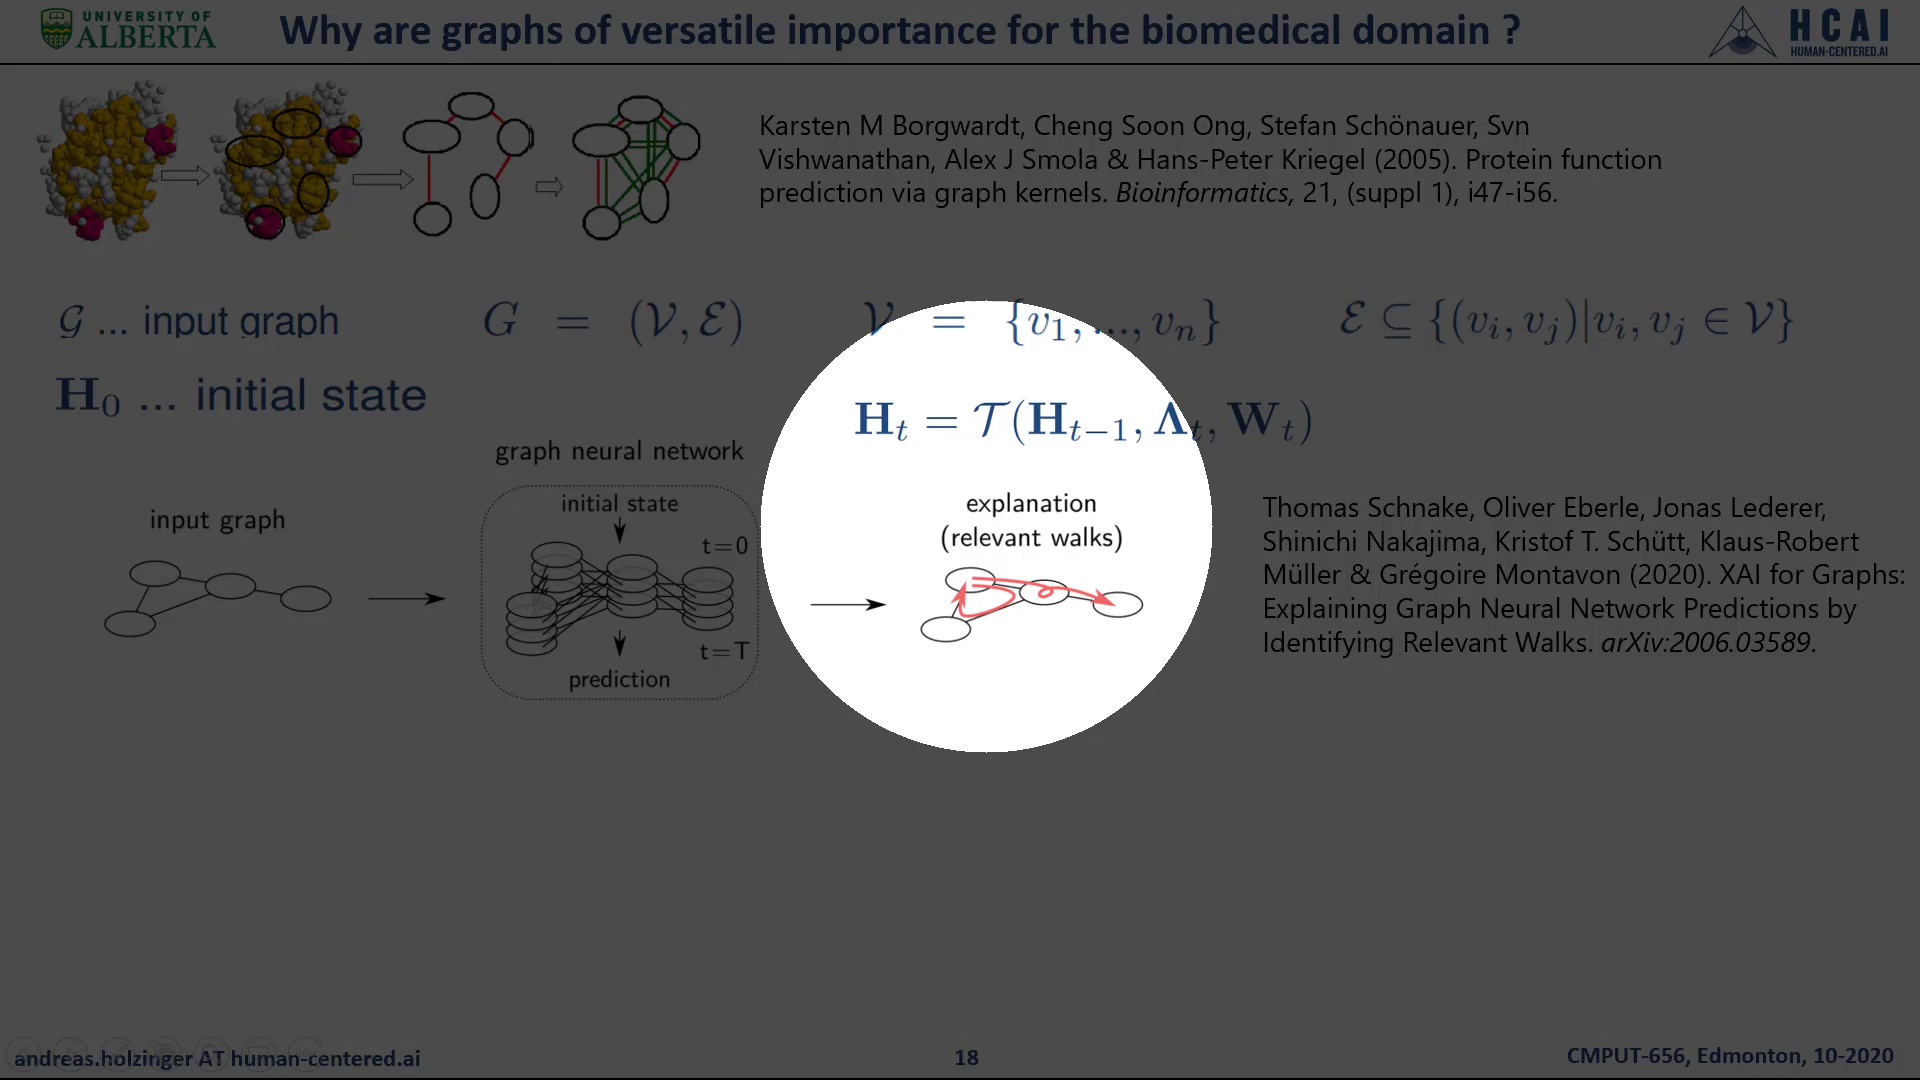 UNIVERSITY OF
ALBERTA
Why are graphs of versatile importance for the biomedical domain ?
HCAI
HUMAN-CENTERED.AI
Karsten M Borgwardt, Cheng Soon Ong, Stefan Schönauer, Svn
Vishwanathan, Alex J Smola & Hans-Peter Kriegel (2005). Protein function
prediction via graph kernels. Bioinformatics, 21, (suppl 1), i47-i56.
𝒢 ... input graph
G = (𝒱, ℰ)
𝒱 = {v₁, ..., vₙ}
ℰ ⊆ {(vᵢ, vⱼ)|vᵢ, vⱼ ∈ 𝒱}
H₀ ... initial state
Hₜ = 𝒯(Hₜ₋₁, Λₜ, Wₜ)
graph neural network
input graph
initial state
t=0
t=T
prediction
explanation
(relevant walks)
Thomas Schnake, Oliver Eberle, Jonas Lederer,
Shinichi Nakajima, Kristof T. Schütt, Klaus-Robert
Müller & Grégoire Montavon (2020). XAI for Graphs:
Explaining Graph Neural Network Predictions by
Identifying Relevant Walks. arXiv:2006.03589.
andreas.holzinger AT human-centered.ai
18
CMPUT-656, Edmonton, 10-2020